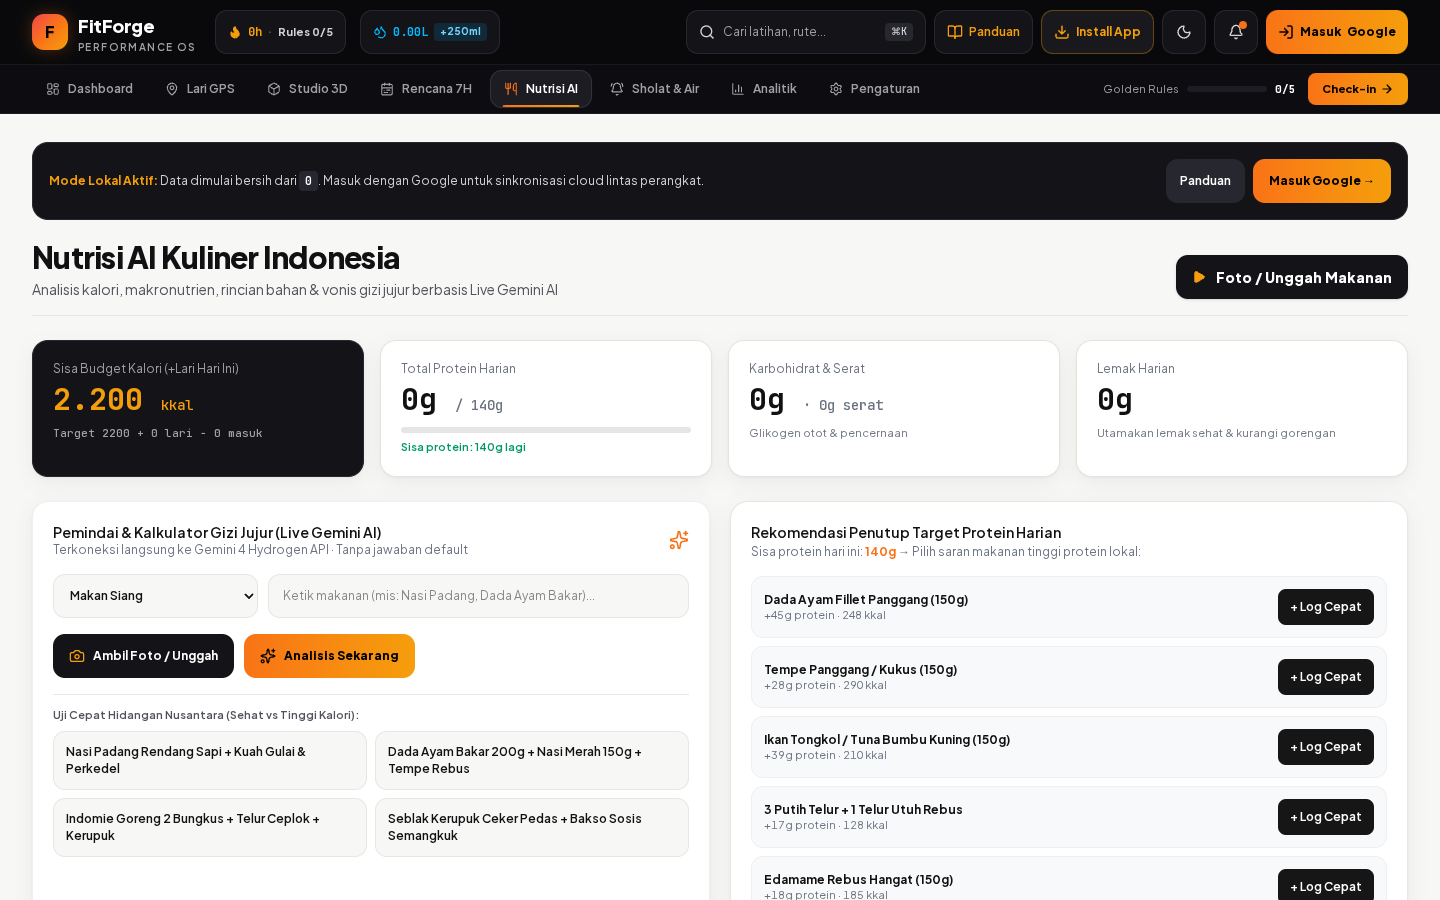 F
FitForge
PERFORMANCE OS
0h · Rules 0/5
0.00L +250ml
Cari latihan, rute...
⌘K
Panduan
Install App
Masuk Google
Dashboard
Lari GPS
Studio 3D
Rencana 7H
Nutrisi AI
Sholat & Air
Analitik
Pengaturan
Golden Rules
0/5
Check-in →
Mode Lokal Aktif: Data dimulai bersih dari 0. Masuk dengan Google untuk sinkronisasi cloud lintas perangkat.
Panduan
Masuk Google →
Nutrisi AI Kuliner Indonesia
Analisis kalori, makronutrien, rincian bahan & vonis gizi jujur berbasis Live Gemini AI
Foto / Unggah Makanan
Sisa Budget Kalori (+Lari Hari Ini)
2.200 kkal
Target 2200 + 0 lari - 0 masuk
Total Protein Harian
0g / 140g
Sisa protein: 140g lagi
Karbohidrat & Serat
0g · 0g serat
Glikogen otot & pencernaan
Lemak Harian
0g
Utamakan lemak sehat & kurangi gorengan
Pemindai & Kalkulator Gizi Jujur (Live Gemini AI)
Terkoneksi langsung ke Gemini 4 Hydrogen API · Tanpa jawaban default
Makan Siang
Ketik makanan (mis: Nasi Padang, Dada Ayam Bakar)...
Ambil Foto / Unggah
Analisis Sekarang
Uji Cepat Hidangan Nusantara (Sehat vs Tinggi Kalori):
Nasi Padang Rendang Sapi + Kuah Gulai &
Perkedel
Dada Ayam Bakar 200g + Nasi Merah 150g +
Tempe Rebus
Indomie Goreng 2 Bungkus + Telur Ceplok +
Kerupuk
Seblak Kerupuk Ceker Pedas + Bakso Sosis
Semangkuk
Rekomendasi Penutup Target Protein Harian
Sisa protein hari ini: 140g → Pilih saran makanan tinggi protein lokal:
Dada Ayam Fillet Panggang (150g)
+45g protein · 248 kkal
+ Log Cepat
Tempe Panggang / Kukus (150g)
+28g protein · 290 kkal
+ Log Cepat
Ikan Tongkol / Tuna Bumbu Kuning (150g)
+39g protein · 210 kkal
+ Log Cepat
3 Putih Telur + 1 Telur Utuh Rebus
+17g protein · 128 kkal
+ Log Cepat
Edamame Rebus Hangat (150g)
+18g protein · 185 kkal
+ Log Cepat